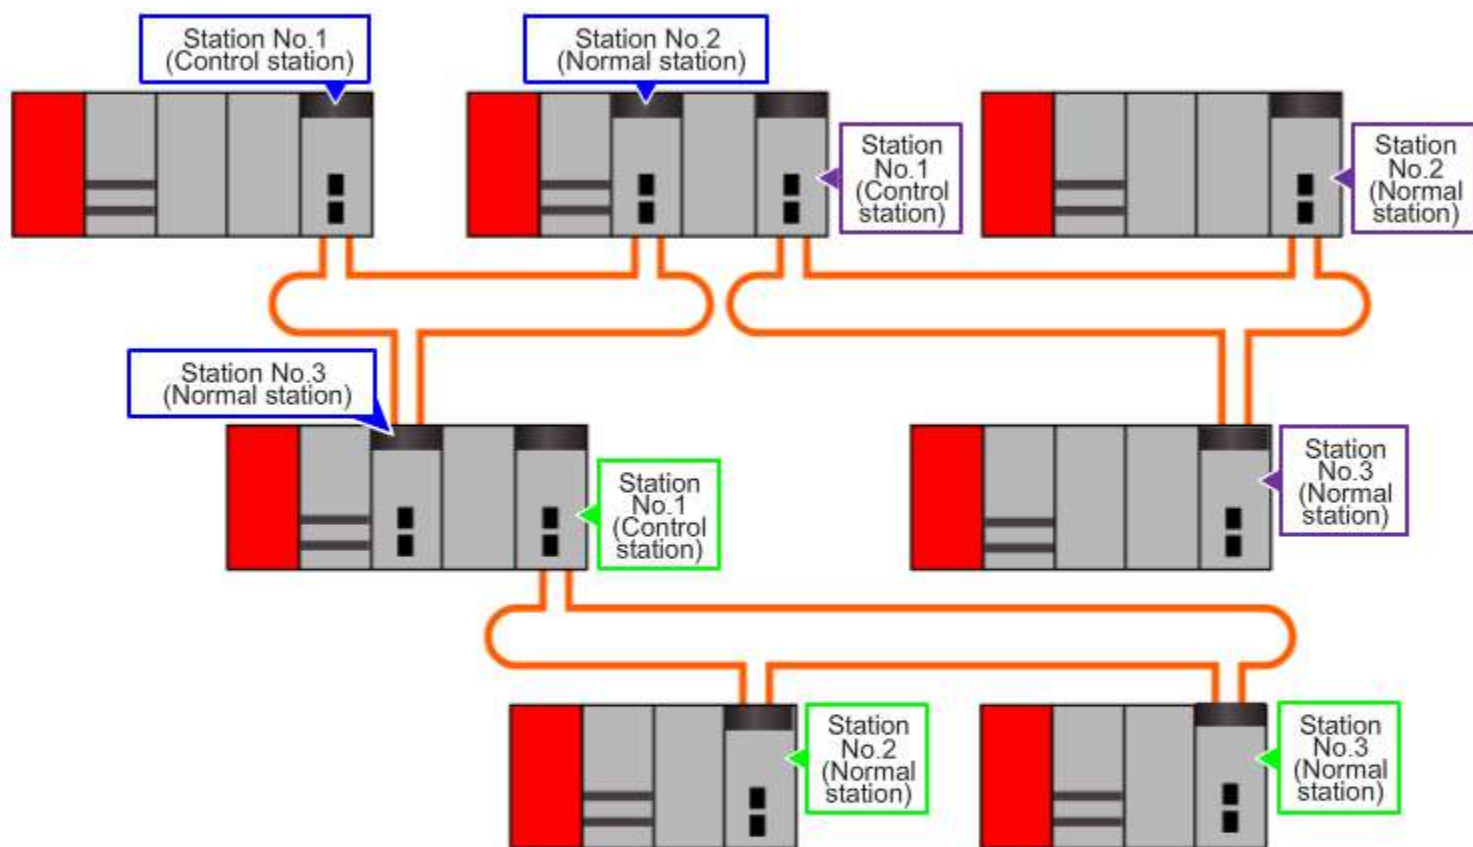 Station No.1
(Control station)
Station No.2
(Normal station)
Station
No.1
(Control
station)
Station
No.2
(Normal
station)
Station No.3
(Normal station)
Station
No.1
(Control
station)
Station
No.3
(Normal
station)
Station
No.2
(Normal
station)
Station
No.3
(Normal
station)